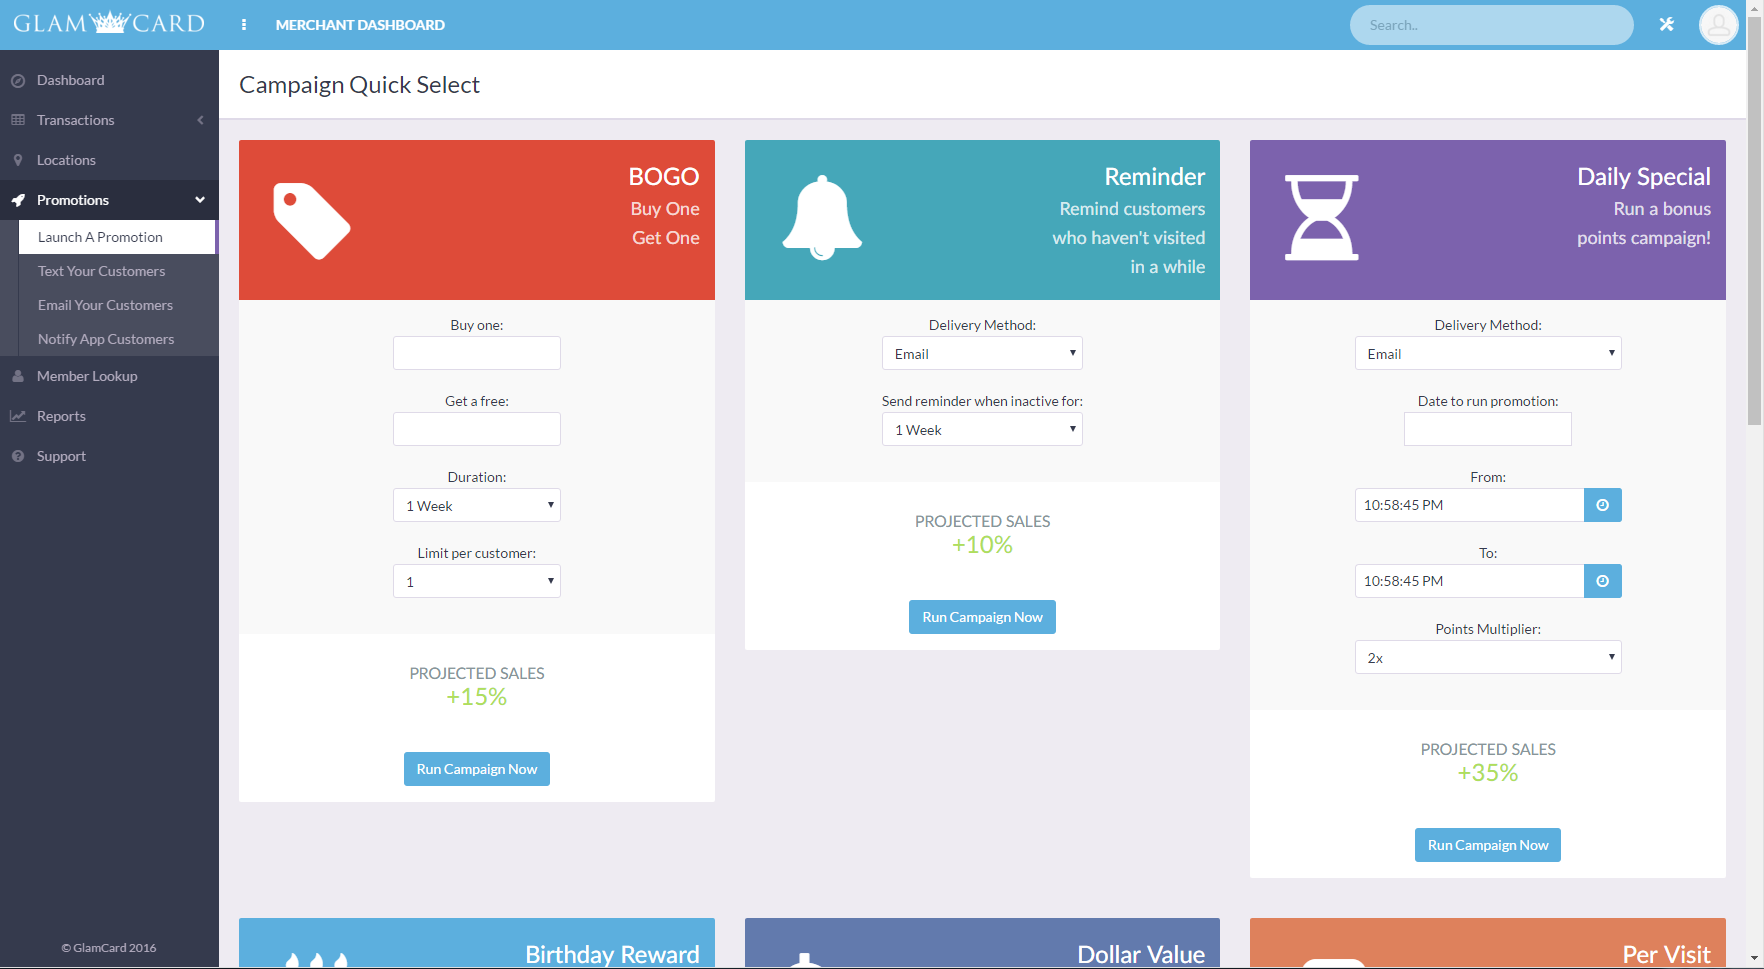 GLAM CARD
MERCHANT DASHBOARD
Search..
Dashboard
Transactions
Locations
Promotions
Launch A Promotion
Text Your Customers
Email Your Customers
Notify App Customers
Member Lookup
Reports
Support
© GlamCard 2016
Campaign Quick Select
BOGO
Buy One
Get One
Buy one:
Get a free:
Duration:
1 Week
Limit per customer:
1
PROJECTED SALES
+15%
Run Campaign Now
Reminder
Remind customers
who haven't visited
in a while
Delivery Method:
Email
Send reminder when inactive for:
1 Week
PROJECTED SALES
+10%
Run Campaign Now
Daily Special
Run a bonus
points campaign!
Delivery Method:
Email
Date to run promotion:
From:
10:58:45 PM
To:
10:58:45 PM
Points Multiplier:
2x
PROJECTED SALES
+35%
Run Campaign Now
Birthday Reward
Dollar Value
Per Visit